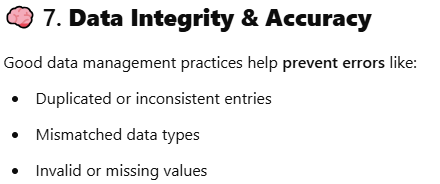 7. Data Integrity & Accuracy
Good data management practices help prevent errors like:
• Duplicated or inconsistent entries
• Mismatched data types
• Invalid or missing values